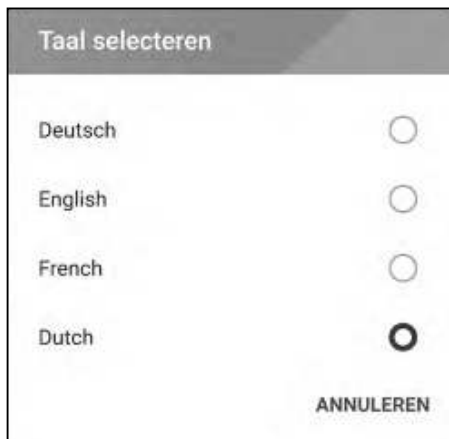 Taal selecteren
Deutsch
English
French
Dutch
ANNULEREN